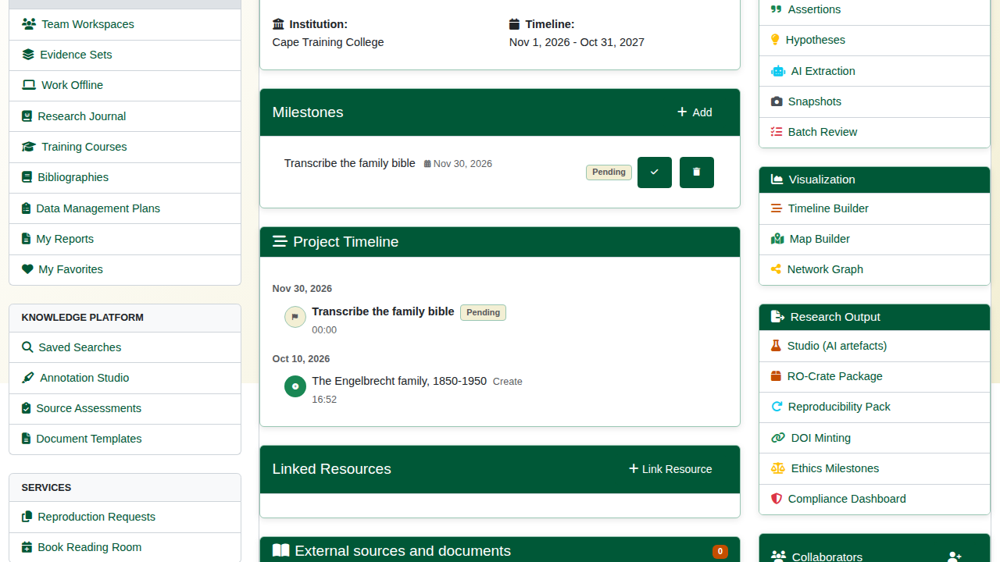 Team Workspaces
Evidence Sets
Work Offline
Research Journal
Training Courses
Bibliographies
Data Management Plans
My Reports
My Favorites
KNOWLEDGE PLATFORM
Saved Searches
Annotation Studio
Source Assessments
Document Templates
SERVICES
Reproduction Requests
Book Reading Room
Institution:
Cape Training College
Timeline:
Nov 1, 2026 - Oct 31, 2027
Milestones
Add
Transcribe the family bible Nov 30, 2026
Pending
Project Timeline
Nov 30, 2026
Transcribe the family bible Pending
00:00
Oct 10, 2026
The Engelbrecht family, 1850-1950 Create
16:52
Linked Resources
Link Resource
External sources and documents 0
Assertions
Hypotheses
AI Extraction
Snapshots
Batch Review
Visualization
Timeline Builder
Map Builder
Network Graph
Research Output
Studio (AI artefacts)
RO-Crate Package
Reproducibility Pack
DOI Minting
Ethics Milestones
Compliance Dashboard
Collaborators